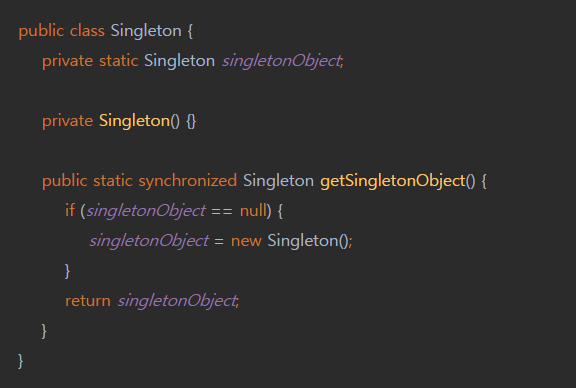 public class Singleton {
private static Singleton singletonObject;
private Singleton() {}
public static synchronized Singleton getSingletonObject() {
if (singletonObject == null) {
singletonObject = new Singleton();
}
return singletonObject;
}
}